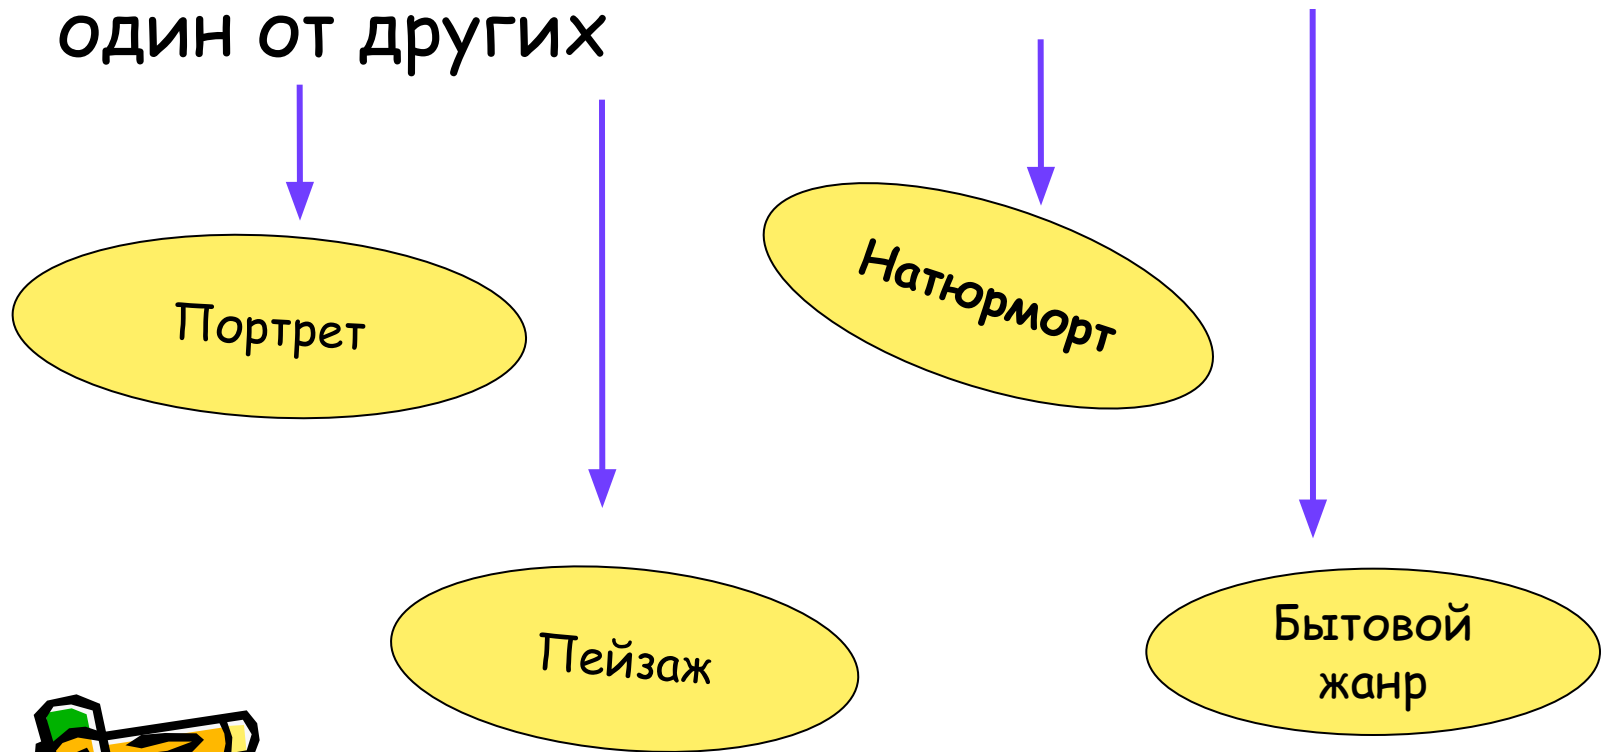 один от других
Портрет
Натюрморт
Пейзаж
Бытовой
жанр